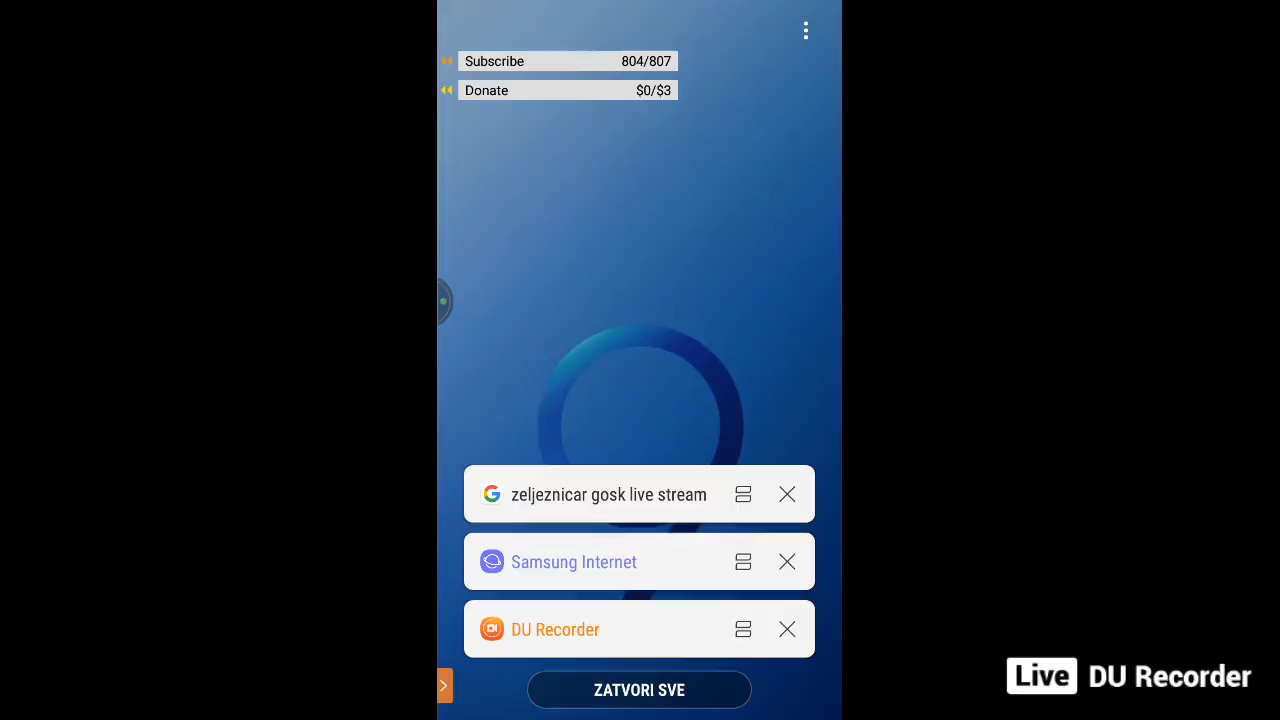 Subscribe 804/807
Donate $0/$3
zeljeznicar gosk live stream
Samsung Internet
DU Recorder
ZATVORI SVE
Live DU Recorder